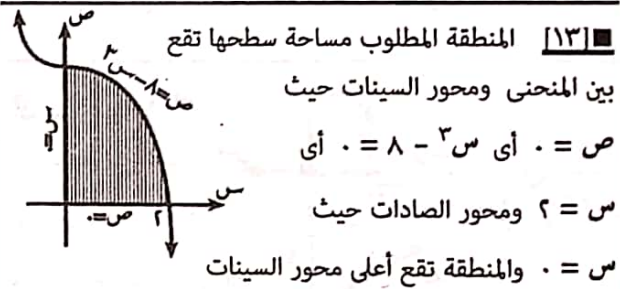 ■[١٣] المنطقة المطلوب مساحة سطحها تقع
بين المنحنى ومحور السينات حيث
ص = ٠ أى س٣ − ٨ = ٠ أى
س = ٢ ومحور الصادات حيث
س = ٠ والمنطقة تقع أعلى محور السينات
ص
ص=٨−س٣
س=٠
س
ص=٠
٢